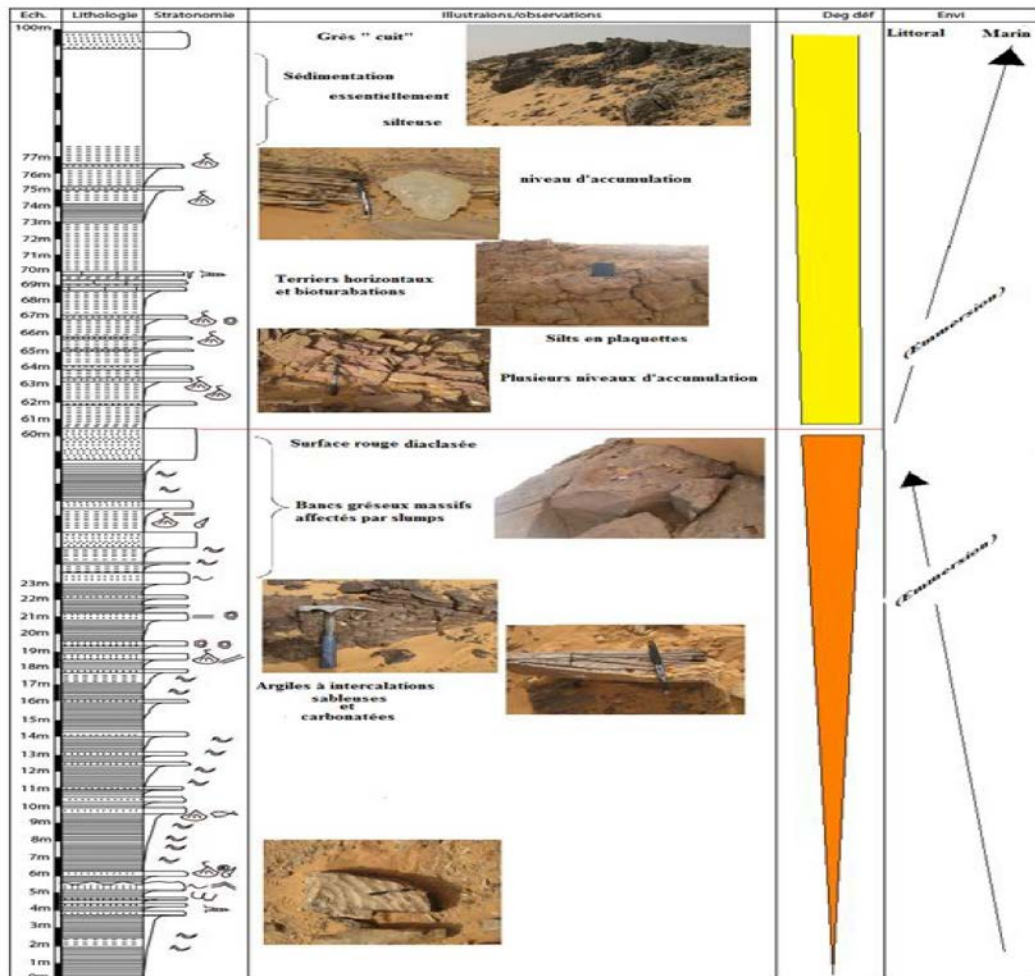 Ech. Lithologie Stratonomie Illustraions/observations Deg déf Envi
100m
Littoral Marin
Grès " cuit"
Sédimentation
essentiellement
silteuse
77m
76m
75m
74m
73m
72m
71m
70m
69m
68m
67m
66m
65m
64m
63m
62m
61m
60m
niveau d'accumulation
Terriers horizontaux
et bioturabations
Silts en plaquettes
Plusieurs niveaux d'accumulation
(Emmersion)
Surface rouge diaclasée
Bancs gréseux massifs
affectés par slumps
(Emmersion)
23m
22m
21m
20m
19m
18m
17m
16m
15m
14m
13m
12m
11m
10m
9m
8m
7m
6m
5m
4m
3m
2m
1m
Argiles à intercalations
sableuses
et
carbonatées